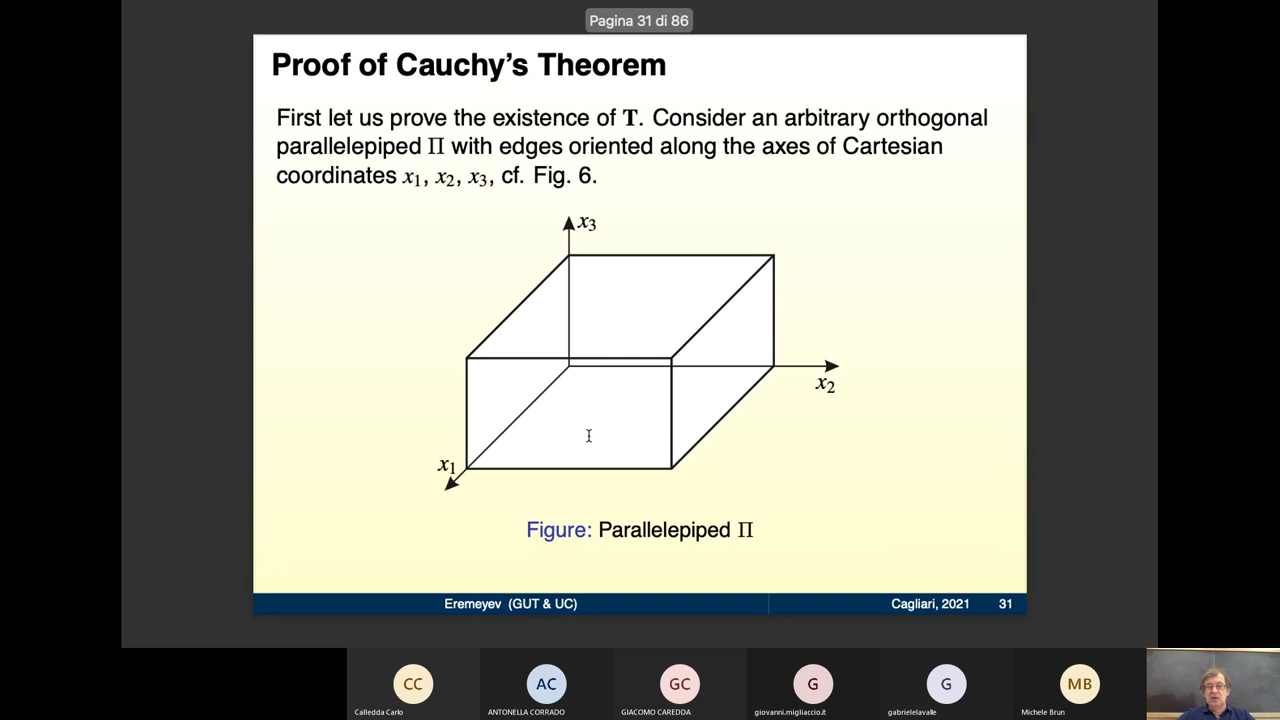 Pagina 31 di 86
Proof of Cauchy's Theorem
First let us prove the existence of T. Consider an arbitrary orthogonal
parallelepiped Π with edges oriented along the axes of Cartesian
coordinates x1, x2, x3, cf. Fig. 6.
x3
x2
x1
Figure: Parallelepiped Π
Eremeyev (GUT & UC) Cagliari, 2021 31
CC AC GC G G MB
Calledda Carlo ANTONELLA CORRADO GIACOMO CAREDDA giovanni.migliaccio.it gabrielelavalle Michele Brun